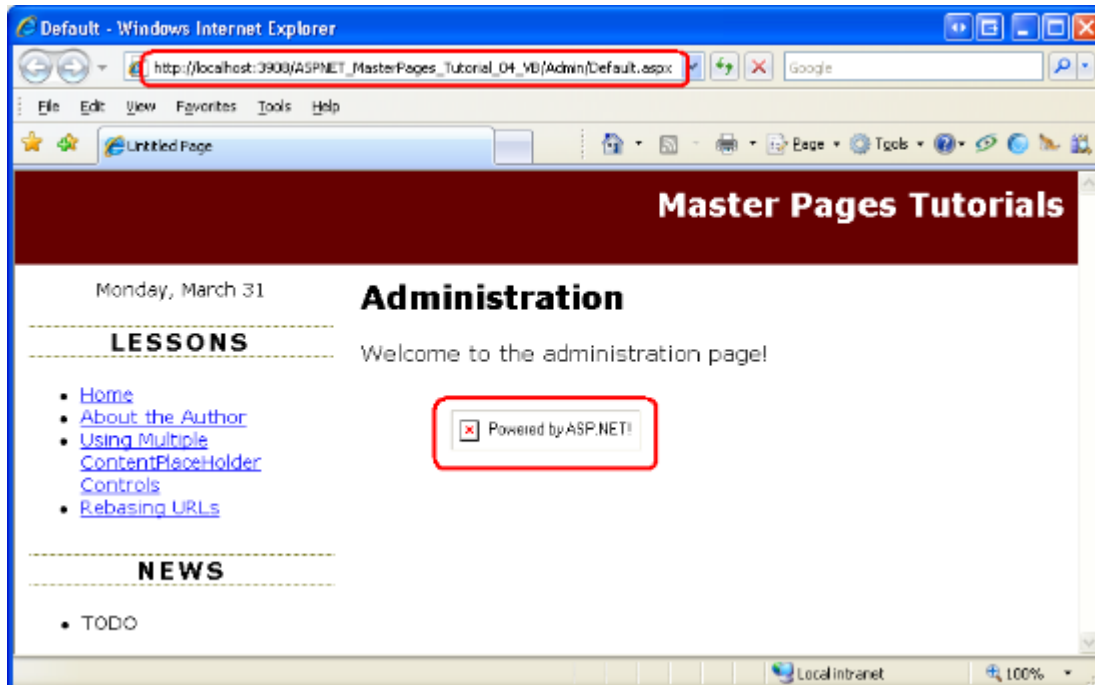 Default - Windows Internet Explorer
http://localhost:3908/ASPNET_MasterPages_Tutorial_04_VB/Admin/Default.aspx
Google
File Edit View Favorites Tools Help
Untitled Page
Page Tools
Master Pages Tutorials
Monday, March 31
LESSONS
Home
About the Author
Using Multiple
ContentPlaceHolder
Controls
Rebasing URLs
NEWS
TODO
Administration
Welcome to the administration page!
Powered by ASP.NET!
Local intranet
100%